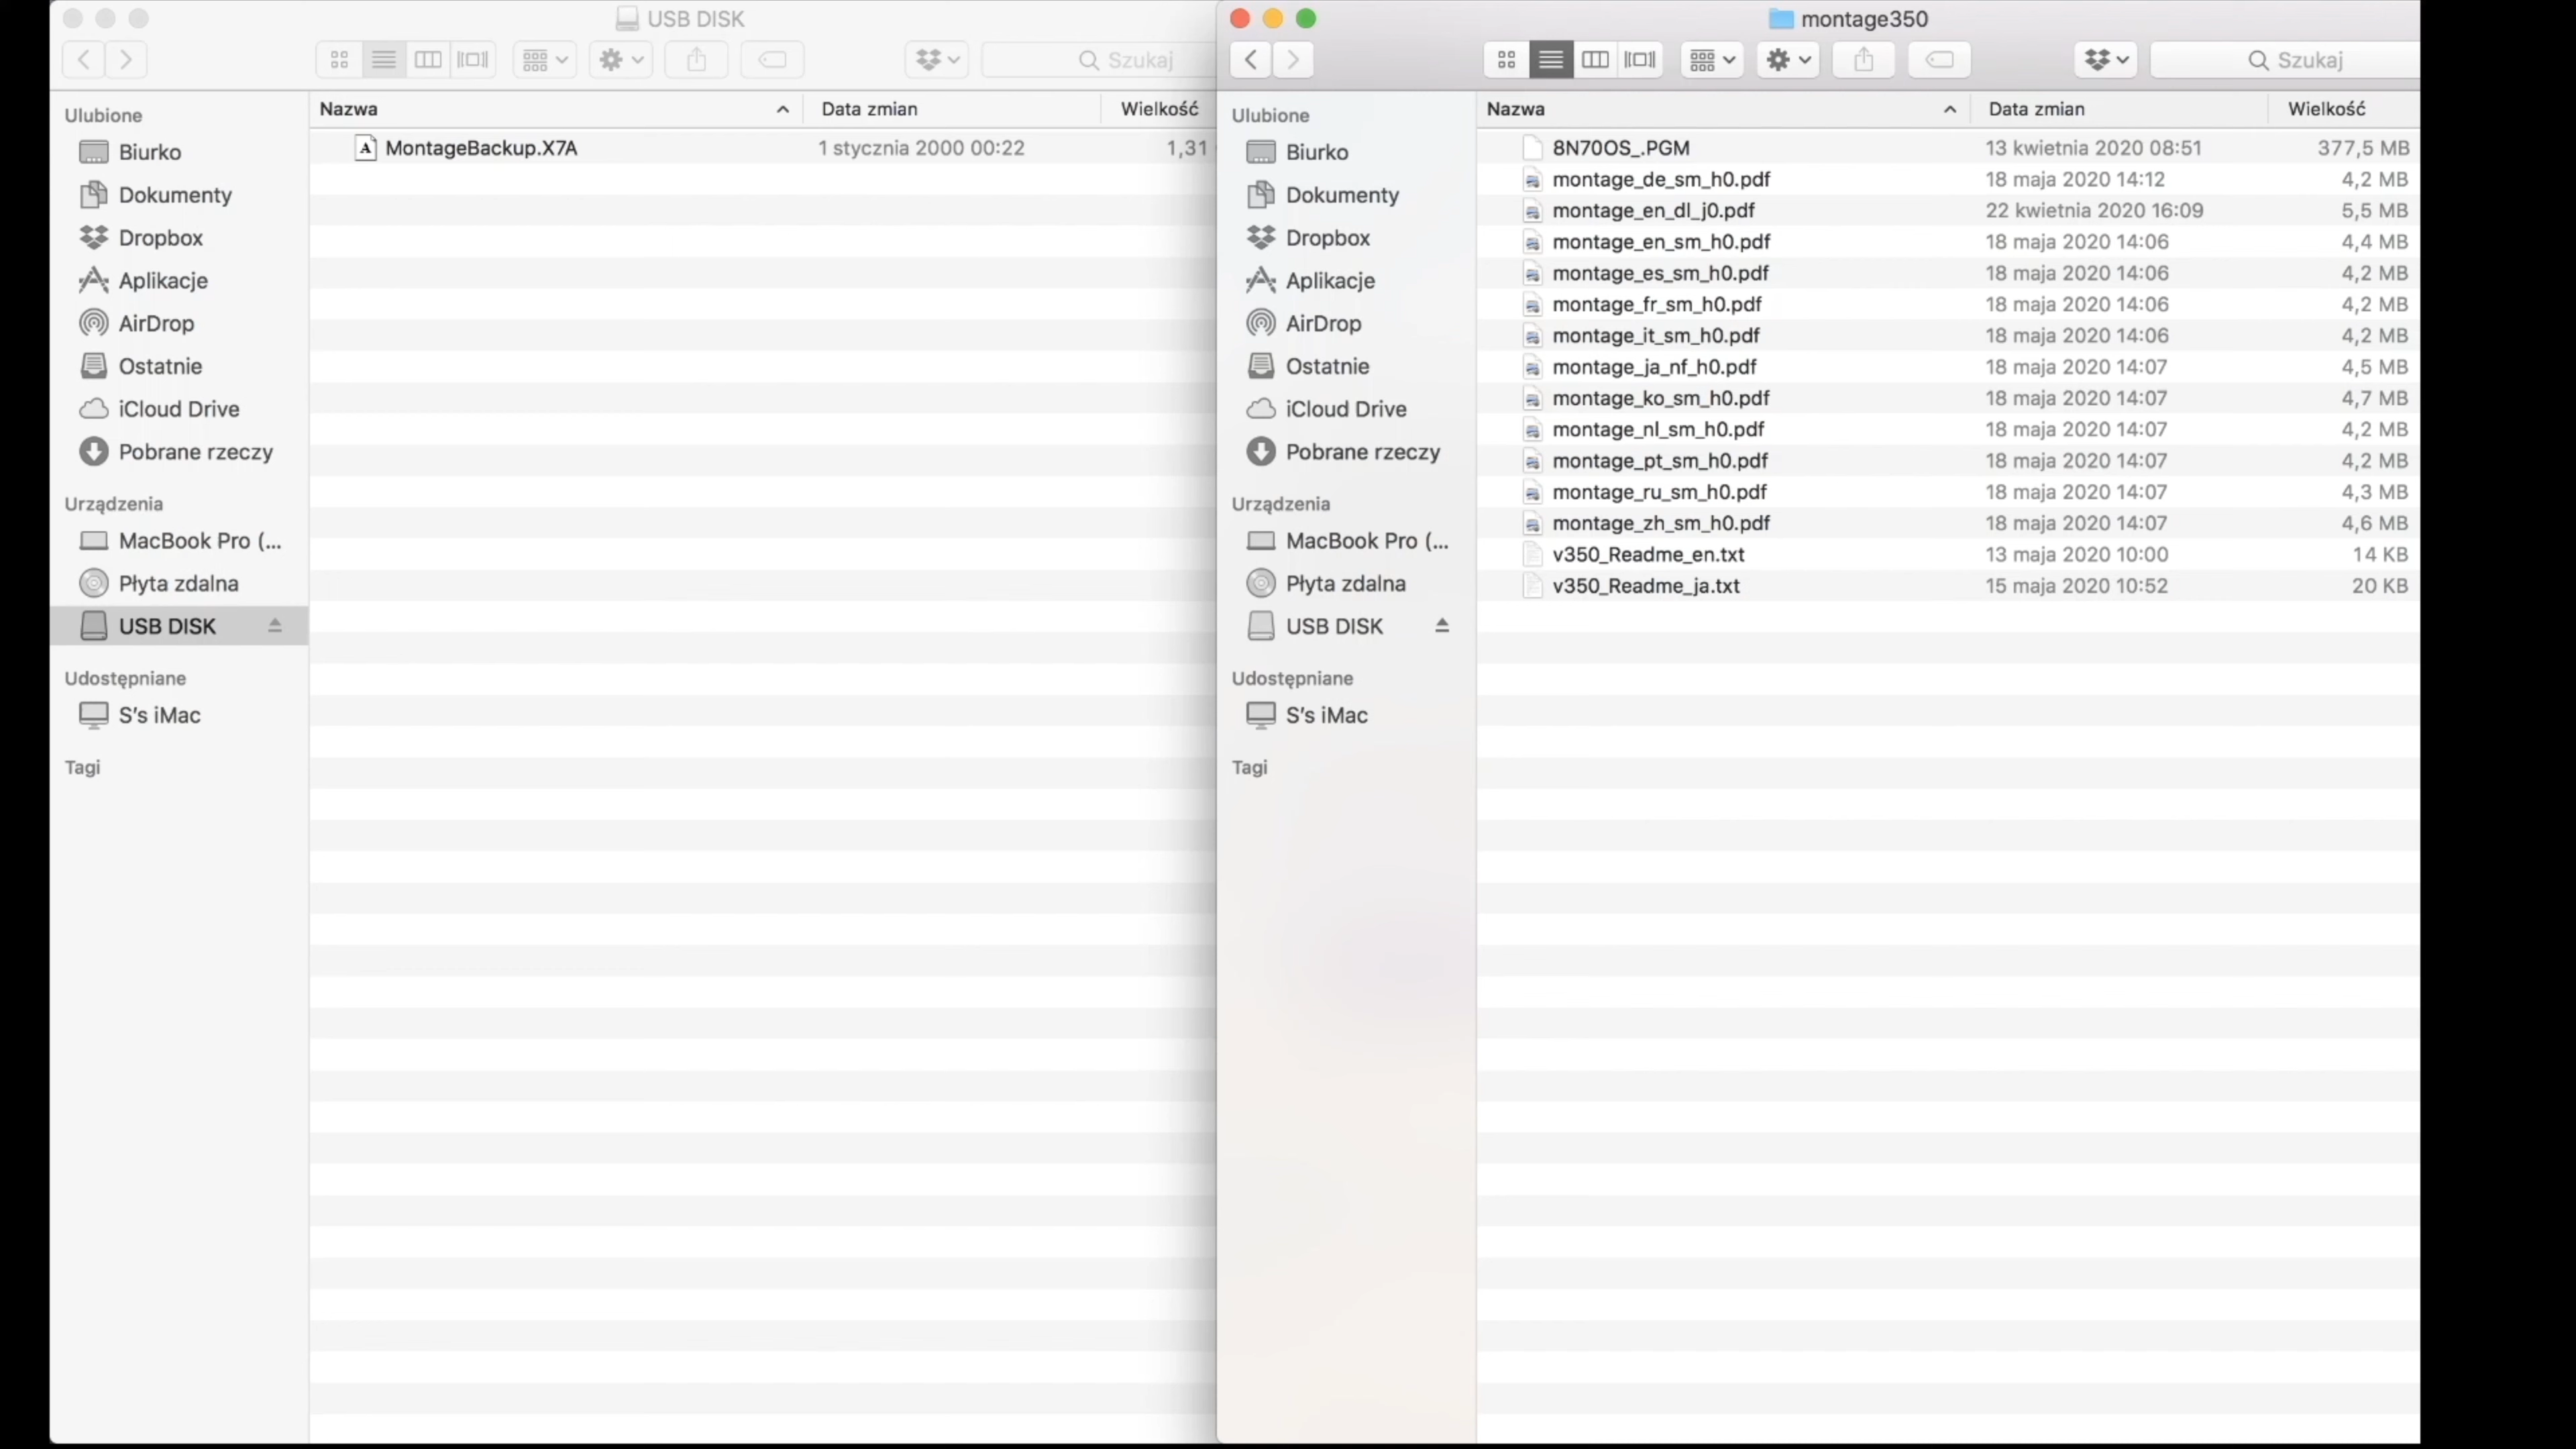 USB DISK
Szukaj
Ulubione
Biurko
Dokumenty
Dropbox
Aplikacje
AirDrop
Ostatnie
iCloud Drive
Pobrane rzeczy
Urządzenia
MacBook Pro (...
Płyta zdalna
USB DISK
Udostępniane
S's iMac
Tagi
Nazwa Data zmian Wielkość
MontageBackup.X7A 1 stycznia 2000 00:22 1,31
montage350
Szukaj
Ulubione
Biurko
Dokumenty
Dropbox
Aplikacje
AirDrop
Ostatnie
iCloud Drive
Pobrane rzeczy
Urządzenia
MacBook Pro (...
Płyta zdalna
USB DISK
Udostępniane
S's iMac
Tagi
Nazwa Data zmian Wielkość
8N70OS_.PGM 13 kwietnia 2020 08:51 377,5 MB
montage_de_sm_h0.pdf 18 maja 2020 14:12 4,2 MB
montage_en_dl_j0.pdf 22 kwietnia 2020 16:09 5,5 MB
montage_en_sm_h0.pdf 18 maja 2020 14:06 4,4 MB
montage_es_sm_h0.pdf 18 maja 2020 14:06 4,2 MB
montage_fr_sm_h0.pdf 18 maja 2020 14:06 4,2 MB
montage_it_sm_h0.pdf 18 maja 2020 14:06 4,2 MB
montage_ja_nf_h0.pdf 18 maja 2020 14:07 4,5 MB
montage_ko_sm_h0.pdf 18 maja 2020 14:07 4,7 MB
montage_nl_sm_h0.pdf 18 maja 2020 14:07 4,2 MB
montage_pt_sm_h0.pdf 18 maja 2020 14:07 4,2 MB
montage_ru_sm_h0.pdf 18 maja 2020 14:07 4,3 MB
montage_zh_sm_h0.pdf 18 maja 2020 14:07 4,6 MB
v350_Readme_en.txt 13 maja 2020 10:00 14 KB
v350_Readme_ja.txt 15 maja 2020 10:52 20 KB